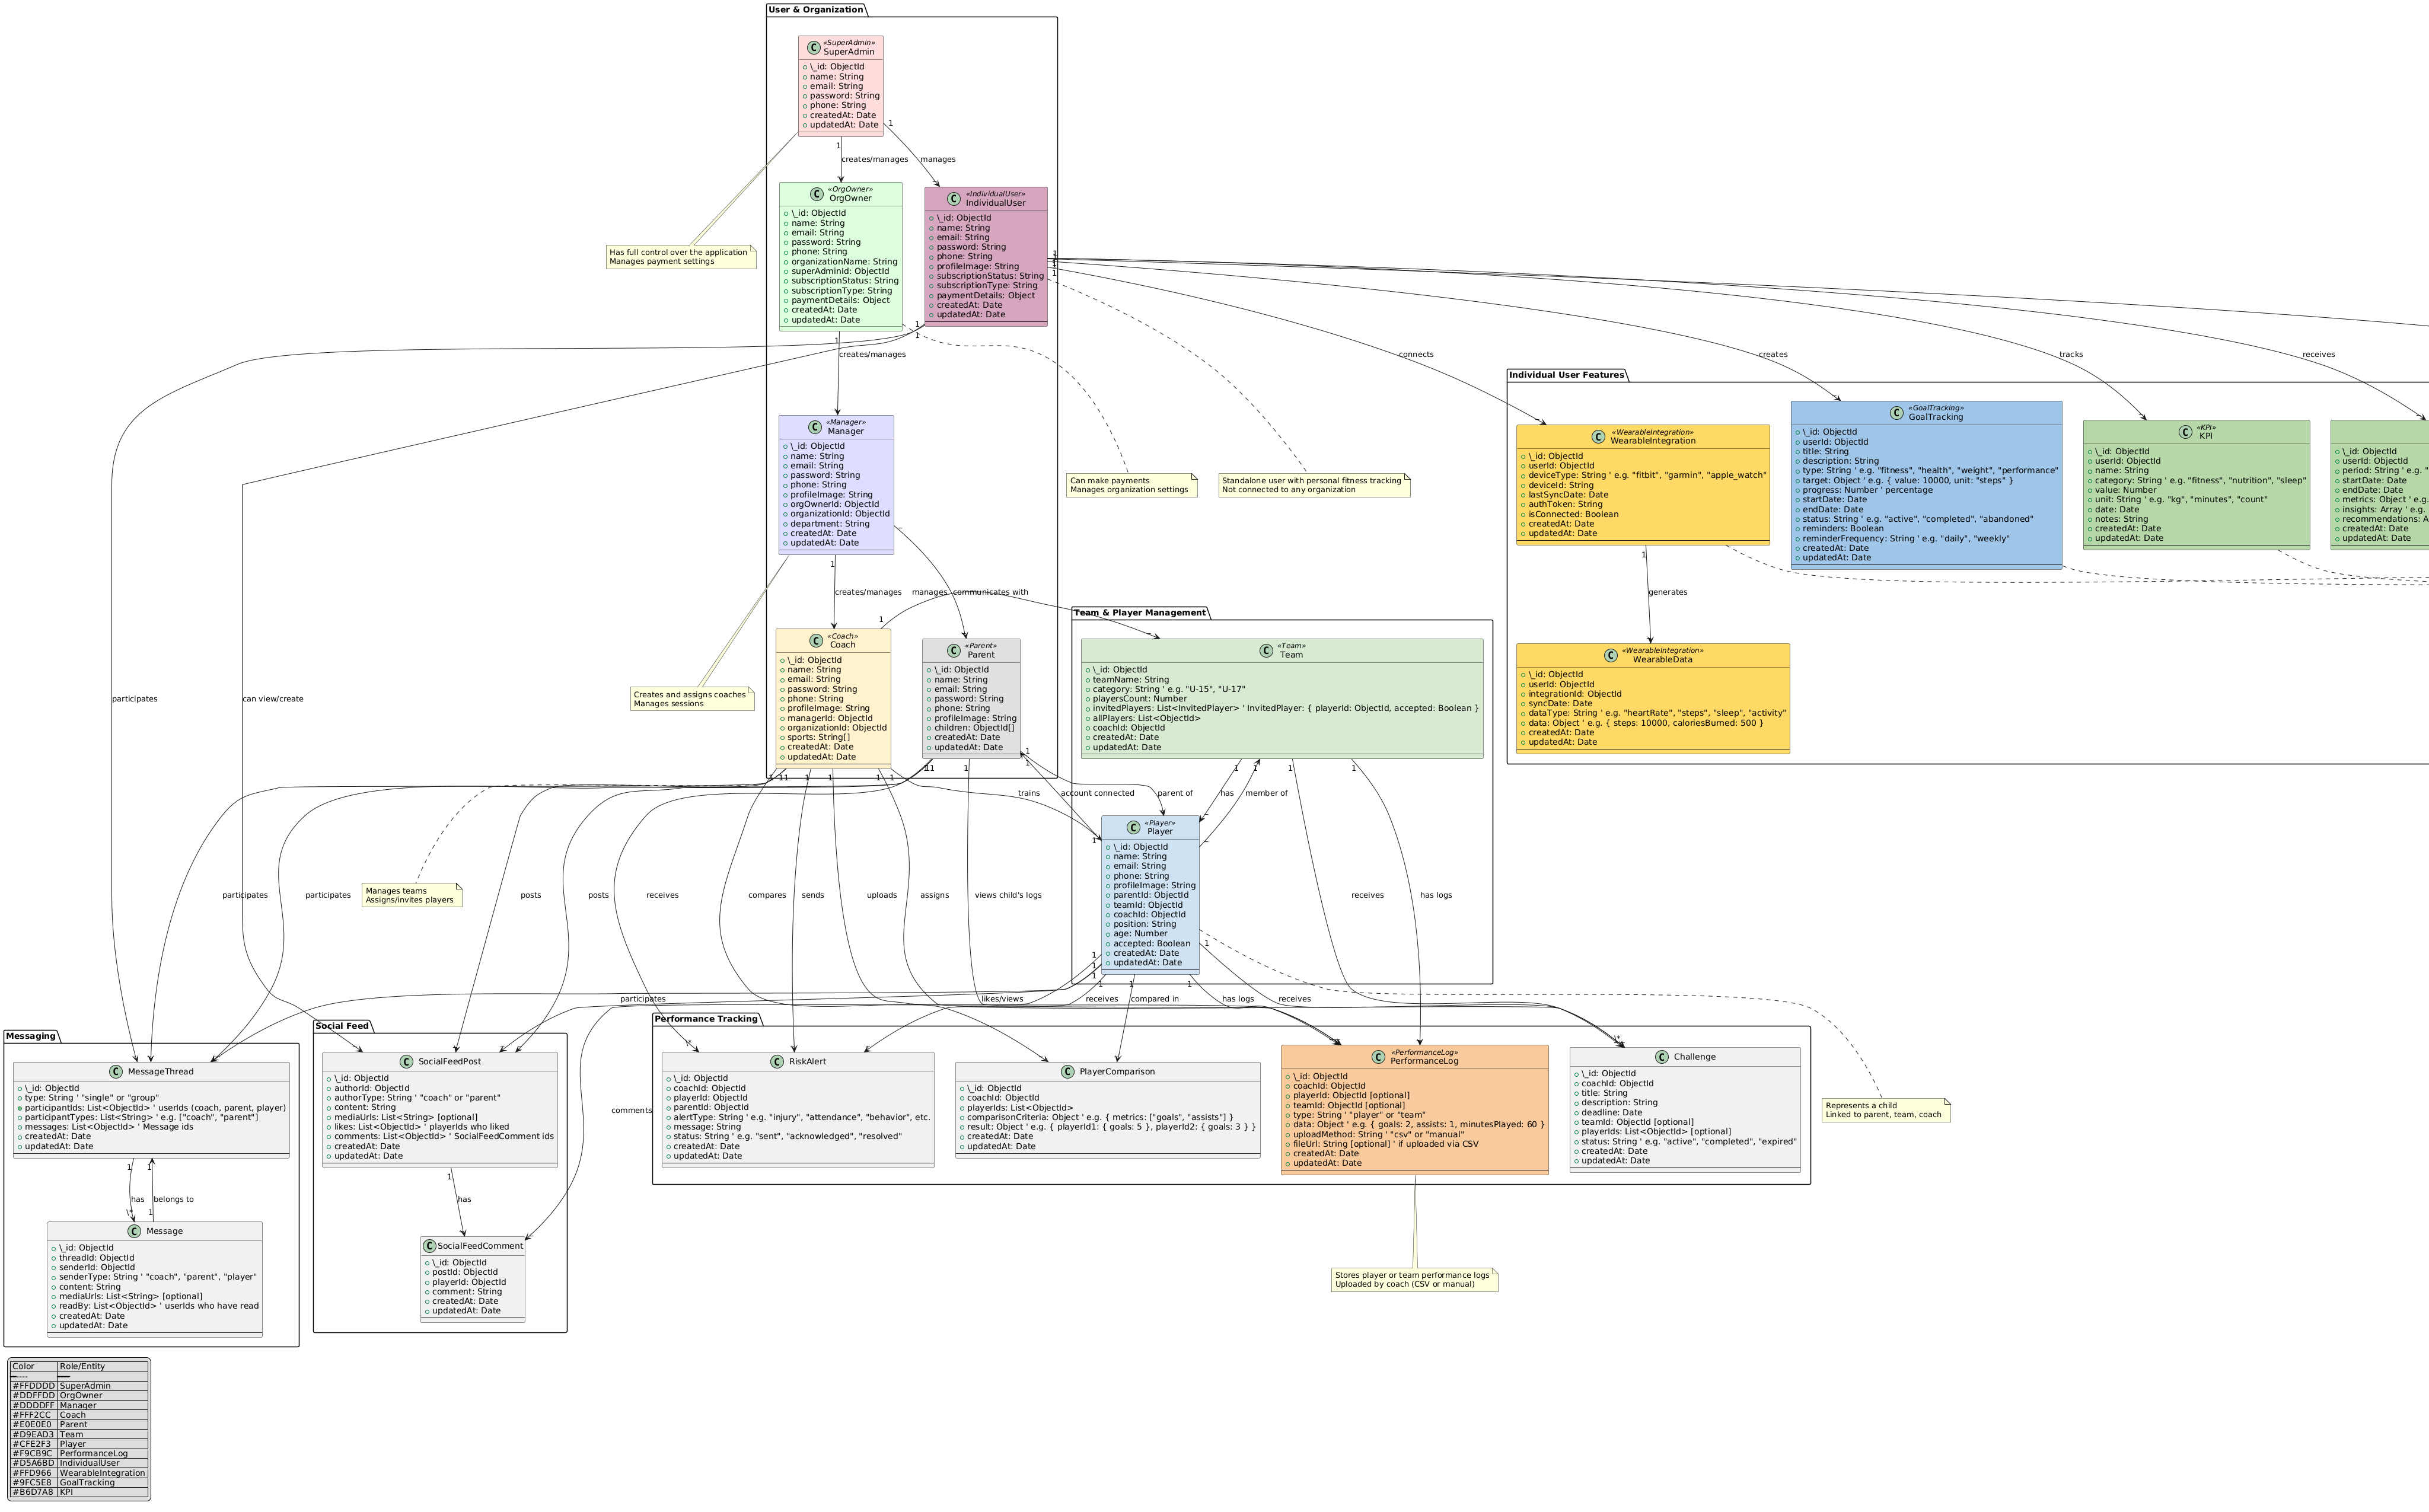 User & Organization
«SuperAdmin»
SuperAdmin
\_id: ObjectId
name: String
email: String
password: String
phone: String
createdAt: Date
updatedAt: Date
1
1
creates/manages
manages
Has full control over the application
Manages payment settings
«OrgOwner»
OrgOwner
\_id: ObjectId
name: String
email: String
password: String
phone: String
organizationName: String
superAdminId: ObjectId
subscriptionStatus: String
subscriptionType: String
paymentDetails: Object
createdAt: Date
updatedAt: Date
«IndividualUser»
IndividualUser
\_id: ObjectId
name: String
email: String
password: String
phone: String
profileImage: String
subscriptionStatus: String
subscriptionType: String
paymentDetails: Object
createdAt: Date
updatedAt: Date
1
1
1
1
1
1
creates/manages
connects
creates
tracks
receives
Can make payments
Manages organization settings
Standalone user with personal fitness tracking
Not connected to any organization
«Manager»
Manager
\_id: ObjectId
name: String
email: String
password: String
phone: String
profileImage: String
orgOwnerId: ObjectId
organizationId: ObjectId
department: String
createdAt: Date
updatedAt: Date
1
creates/manages
manages
communicates with
Creates and assigns coaches
Manages sessions
Individual User Features
«WearableIntegration»
WearableIntegration
\_id: ObjectId
userId: ObjectId
deviceType: String ' e.g. "fitbit", "garmin", "apple_watch"
deviceId: String
lastSyncDate: Date
authToken: String
isConnected: Boolean
createdAt: Date
updatedAt: Date
«GoalTracking»
GoalTracking
\_id: ObjectId
userId: ObjectId
title: String
description: String
type: String ' e.g. "fitness", "health", "weight", "performance"
target: Object ' e.g. { value: 10000, unit: "steps" }
progress: Number ' percentage
startDate: Date
endDate: Date
status: String ' e.g. "active", "completed", "abandoned"
reminders: Boolean
reminderFrequency: String ' e.g. "daily", "weekly"
createdAt: Date
updatedAt: Date
«KPI»
KPI
\_id: ObjectId
userId: ObjectId
name: String
category: String ' e.g. "fitness", "nutrition", "sleep"
value: Number
unit: String ' e.g. "kg", "minutes", "count"
date: Date
notes: String
createdAt: Date
updatedAt: Date
\_id: ObjectId
userId: ObjectId
period: String ' e.g. "
startDate: Date
endDate: Date
metrics: Object ' e.g.
insights: Array ' e.g.
recommendations: A
createdAt: Date
updatedAt: Date
1
generates
«WearableIntegration»
WearableData
\_id: ObjectId
userId: ObjectId
integrationId: ObjectId
syncDate: Date
dataType: String ' e.g. "heartRate", "steps", "sleep", "activity"
data: Object ' e.g. { steps: 10000, caloriesBurned: 500 }
createdAt: Date
updatedAt: Date
1
«Coach»
Coach
\_id: ObjectId
name: String
email: String
password: String
phone: String
profileImage: String
managerId: ObjectId
organizationId: ObjectId
sports: String[]
createdAt: Date
updatedAt: Date
«Parent»
Parent
\_id: ObjectId
name: String
email: String
password: String
phone: String
profileImage: String
children: ObjectId[]
createdAt: Date
updatedAt: Date
Team & Player Management
«Team»
Team
\_id: ObjectId
teamName: String
category: String ' e.g. "U-15", "U-17"
playersCount: Number
invitedPlayers: List<InvitedPlayer> ' InvitedPlayer: { playerId: ObjectId, accepted: Boolean }
allPlayers: List<ObjectId>
coachId: ObjectId
createdAt: Date
updatedAt: Date
trains
account connected
parent of
has
member of
«Player»
Player
\_id: ObjectId
name: String
email: String
phone: String
profileImage: String
parentId: ObjectId
teamId: ObjectId
coachId: ObjectId
position: String
age: Number
accepted: Boolean
createdAt: Date
updatedAt: Date
participates
can view/create
Manages teams
Assigns/invites players
participates
participates
posts
posts
receives
compares
sends
uploads
assigns
views child's logs
receives
has logs
participates
likes/views
receives
compared in
has logs
receives
comments
Represents a child
Linked to parent, team, coach
Messaging
MessageThread
\_id: ObjectId
type: String ' "single" or "group"
participantIds: List<ObjectId> ' userIds (coach, parent, player)
participantTypes: List<String> ' e.g. ["coach", "parent"]
messages: List<ObjectId> ' Message ids
createdAt: Date
updatedAt: Date
1
1
has
belongs to
\*
1
Message
\_id: ObjectId
threadId: ObjectId
senderId: ObjectId
senderType: String ' "coach", "parent", "player"
content: String
mediaUrls: List<String> [optional]
readBy: List<ObjectId> ' userIds who have read
createdAt: Date
updatedAt: Date
Social Feed
SocialFeedPost
\_id: ObjectId
authorId: ObjectId
authorType: String ' "coach" or "parent"
content: String
mediaUrls: List<String> [optional]
likes: List<ObjectId> ' playerIds who liked
comments: List<ObjectId> ' SocialFeedComment ids
createdAt: Date
updatedAt: Date
1
has
SocialFeedComment
\_id: ObjectId
postId: ObjectId
playerId: ObjectId
comment: String
createdAt: Date
updatedAt: Date
Performance Tracking
RiskAlert
\_id: ObjectId
coachId: ObjectId
playerId: ObjectId
parentId: ObjectId
alertType: String ' e.g. "injury", "attendance", "behavior", etc.
message: String
status: String ' e.g. "sent", "acknowledged", "resolved"
createdAt: Date
updatedAt: Date
PlayerComparison
\_id: ObjectId
coachId: ObjectId
playerIds: List<ObjectId>
comparisonCriteria: Object ' e.g. { metrics: ["goals", "assists"] }
result: Object ' e.g. { playerId1: { goals: 5 }, playerId2: { goals: 3 } }
createdAt: Date
updatedAt: Date
«PerformanceLog»
PerformanceLog
\_id: ObjectId
coachId: ObjectId
playerId: ObjectId [optional]
teamId: ObjectId [optional]
type: String ' "player" or "team"
data: Object ' e.g. { goals: 2, assists: 1, minutesPlayed: 60 }
uploadMethod: String ' "csv" or "manual"
fileUrl: String [optional] ' if uploaded via CSV
createdAt: Date
updatedAt: Date
Challenge
\_id: ObjectId
coachId: ObjectId
title: String
description: String
deadline: Date
teamId: ObjectId [optional]
playerIds: List<ObjectId> [optional]
status: String ' e.g. "active", "completed", "expired"
createdAt: Date
updatedAt: Date
Stores player or team performance logs
Uploaded by coach (CSV or manual)
Color Role/Entity
#FFDDDD SuperAdmin
#DDFFDD OrgOwner
#DDDDFF Manager
#FFF2CC Coach
#E0E0E0 Parent
#D9EAD3 Team
#CFE2F3 Player
#F9CB9C PerformanceLog
#D5A6BD IndividualUser
#FFD966 WearableIntegration
#9FC5E8 GoalTracking
#B6D7A8 KPI